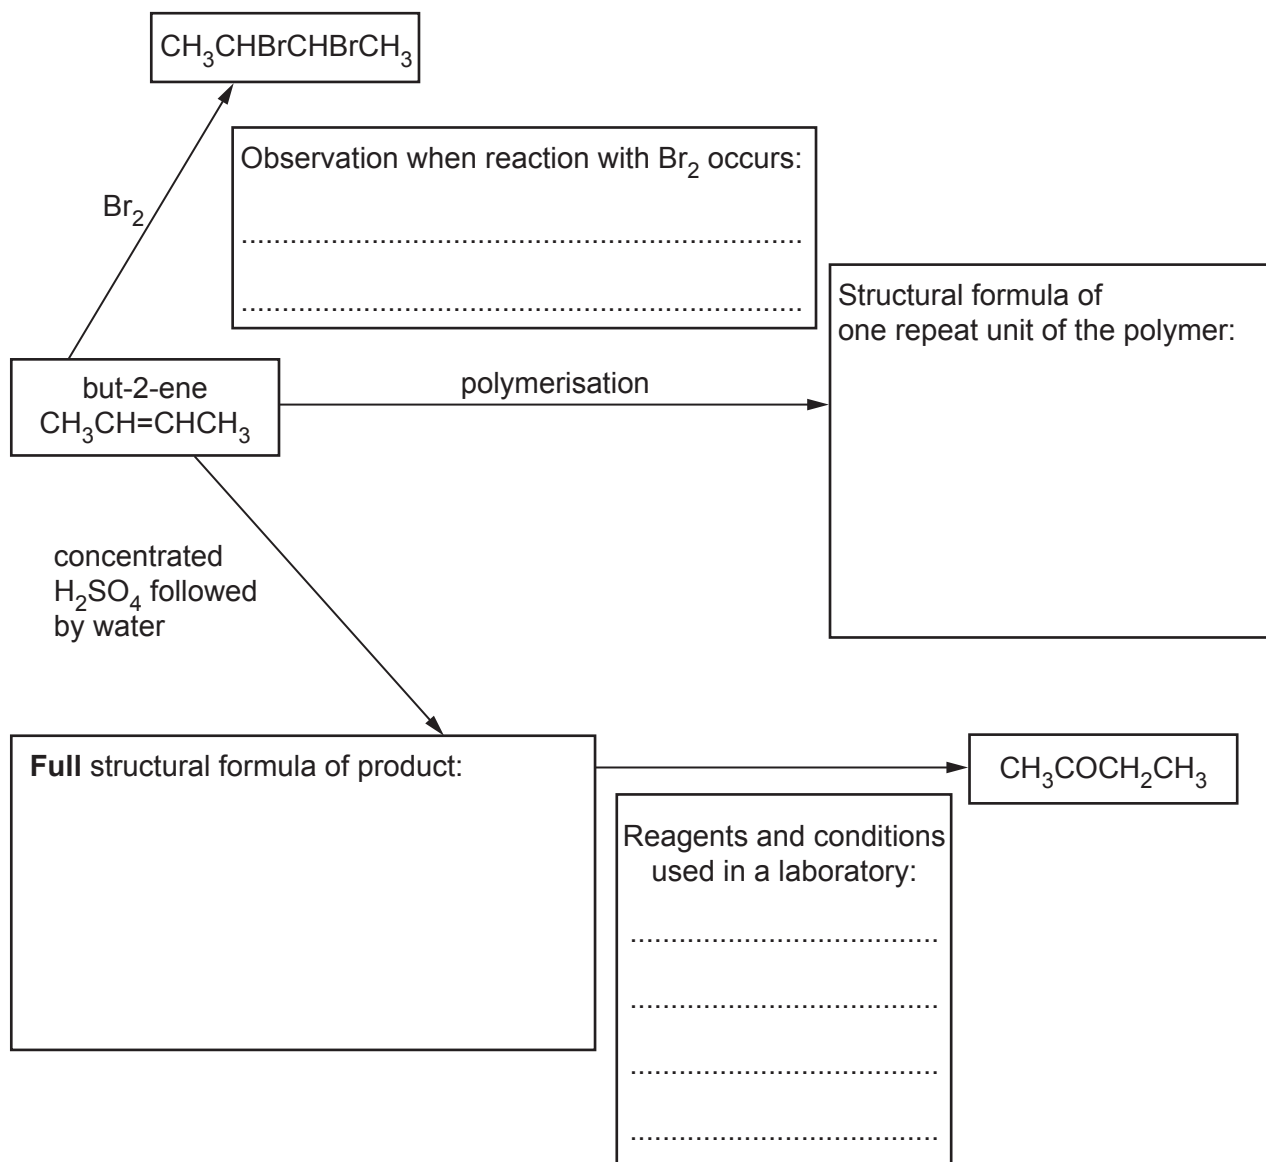 CH3CHBrCHBrCH3
Br2
Observation when reaction with Br2 occurs:
......................................................................
......................................................................
Structural formula of
one repeat unit of the polymer:
but-2-ene
CH3CH=CHCH3
polymerisation
concentrated
H2SO4 followed
by water
Full structural formula of product:
CH3COCH2CH3
Reagents and conditions
used in a laboratory:
......................................
......................................
......................................
......................................